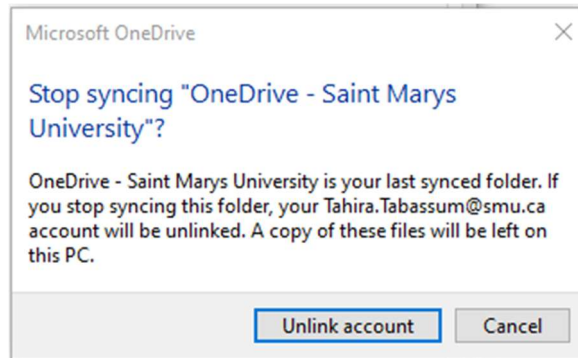 Microsoft OneDrive
Stop syncing "OneDrive - Saint Marys
University"?
OneDrive - Saint Marys University is your last synced folder. If
you stop syncing this folder, your Tahira.Tabassum@smu.ca
account will be unlinked. A copy of these files will be left on
this PC.
Unlink account Cancel